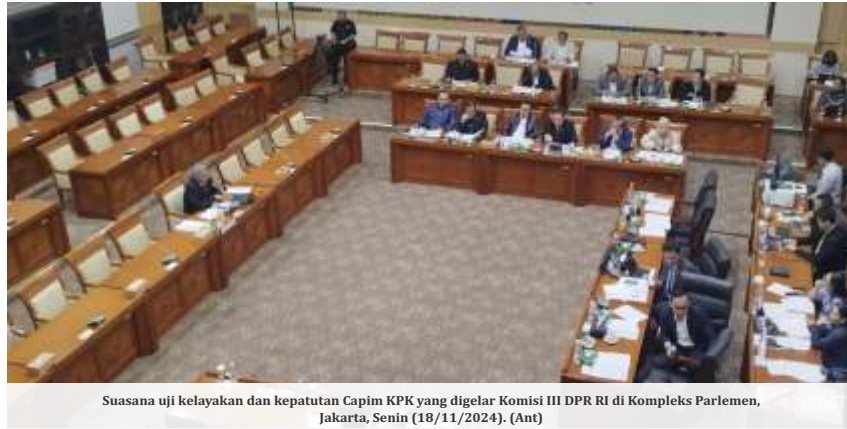 Suasana uji kelayakan dan kepatutan Capim KPK yang digelar Komisi III DPR RI di Kompleks Parlemen,
Jakarta, Senin (18/11/2024). (Ant)